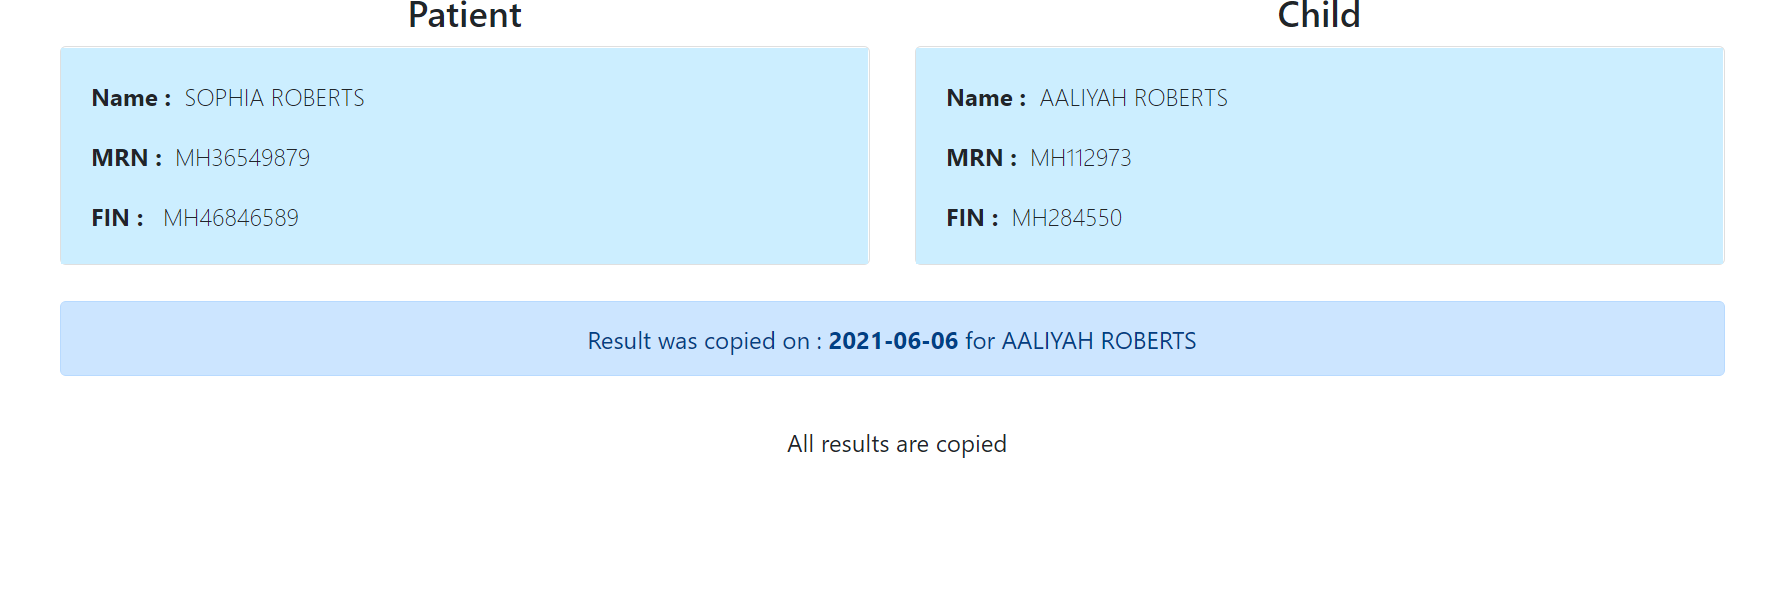 Patient
Name : SOPHIA ROBERTS
MRN : MH36549879
FIN : MH46846589
Child
Name : AALIYAH ROBERTS
MRN : MH112973
FIN : MH284550
Result was copied on : 2021-06-06 for AALIYAH ROBERTS
All results are copied